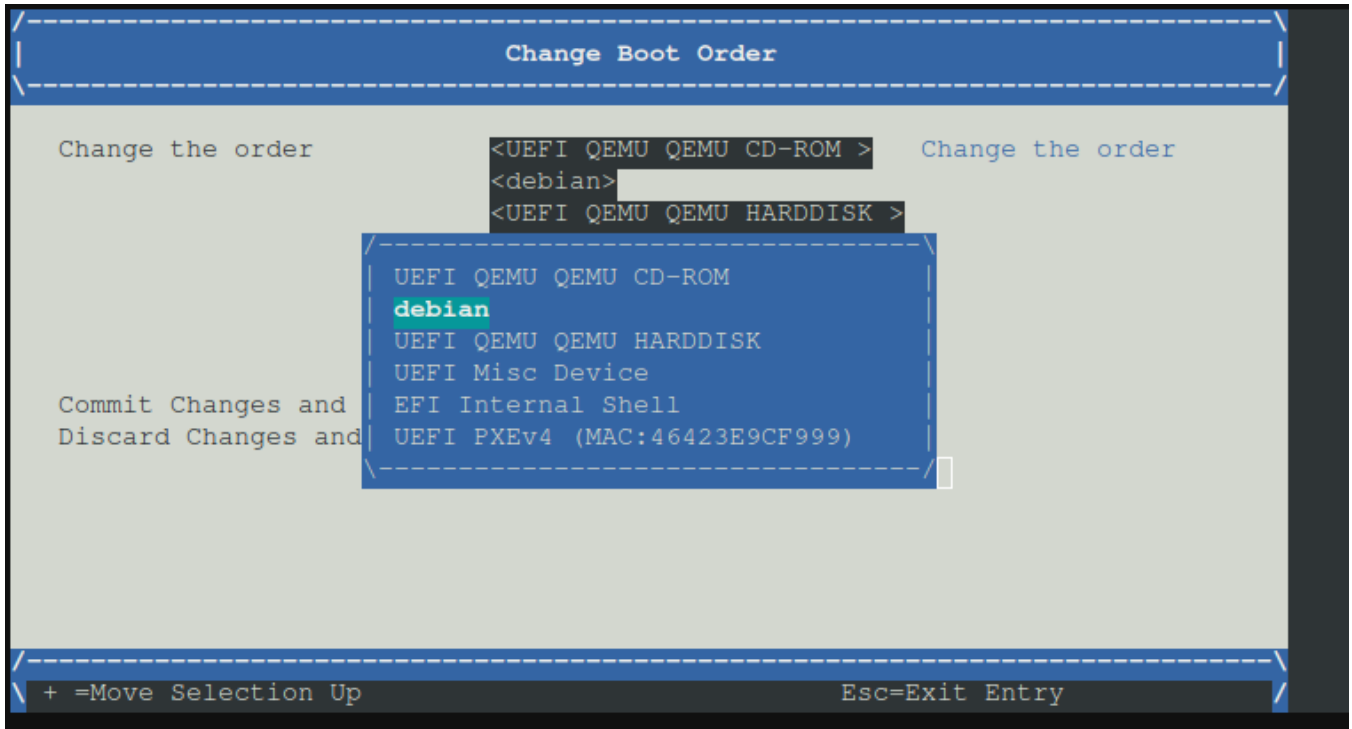 Change Boot Order
Change the order <UEFI QEMU QEMU CD-ROM > Change the order
<debian>
<UEFI QEMU QEMU HARDDISK >
UEFI QEMU QEMU CD-ROM
debian
UEFI QEMU QEMU HARDDISK
UEFI Misc Device
Commit Changes and EFI Internal Shell
Discard Changes and UEFI PXEv4 (MAC:46423E9CF999)
+ =Move Selection Up Esc=Exit Entry